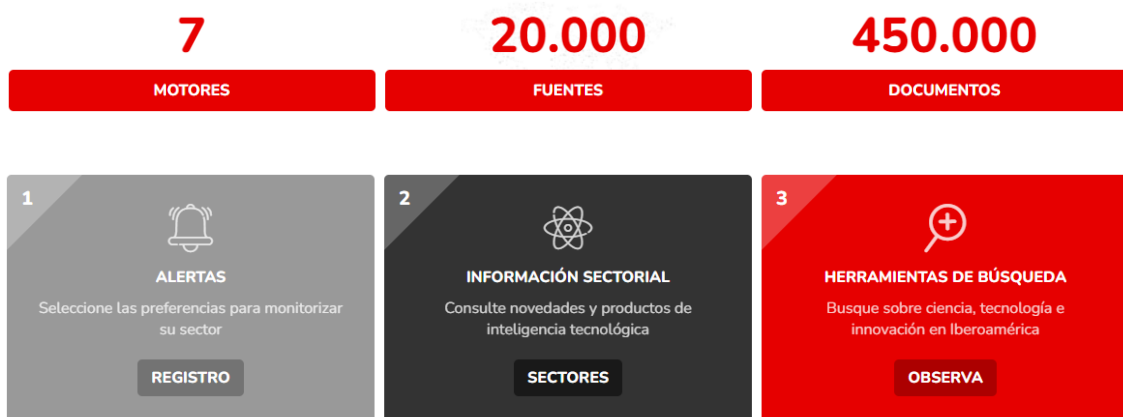 7
MOTORES
20.000
FUENTES
450.000
DOCUMENTOS
1
ALERTAS
Seleccione las preferencias para monitorizar
su sector
REGISTRO
2
INFORMACIÓN SECTORIAL
Consulte novedades y productos de
inteligencia tecnológica
SECTORES
3
HERRAMIENTAS DE BÚSQUEDA
Busque sobre ciencia, tecnología e
innovación en Iberoamérica
OBSERVA